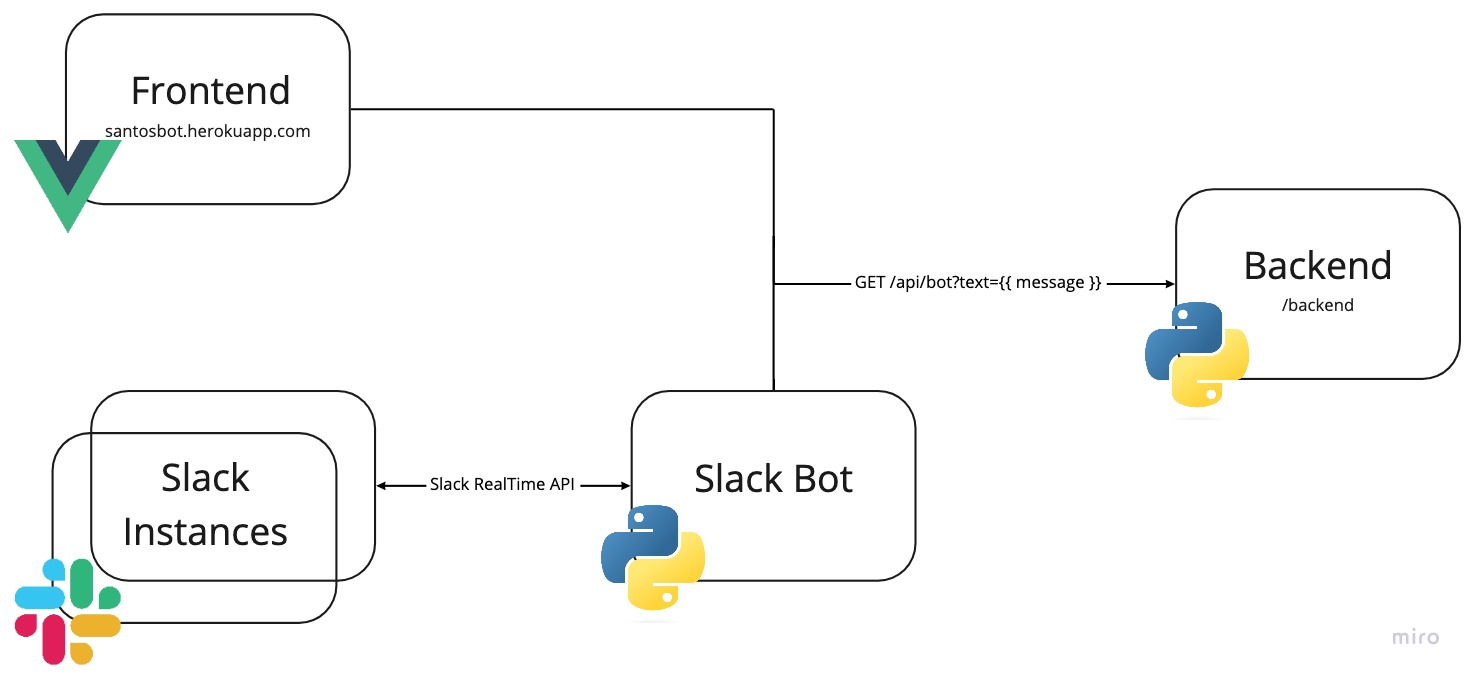 Frontend
santosbot.herokuapp.com
GET /api/bot?text={{ message }}
Backend
/backend
Slack
Instances
Slack RealTime API
Slack Bot
miro